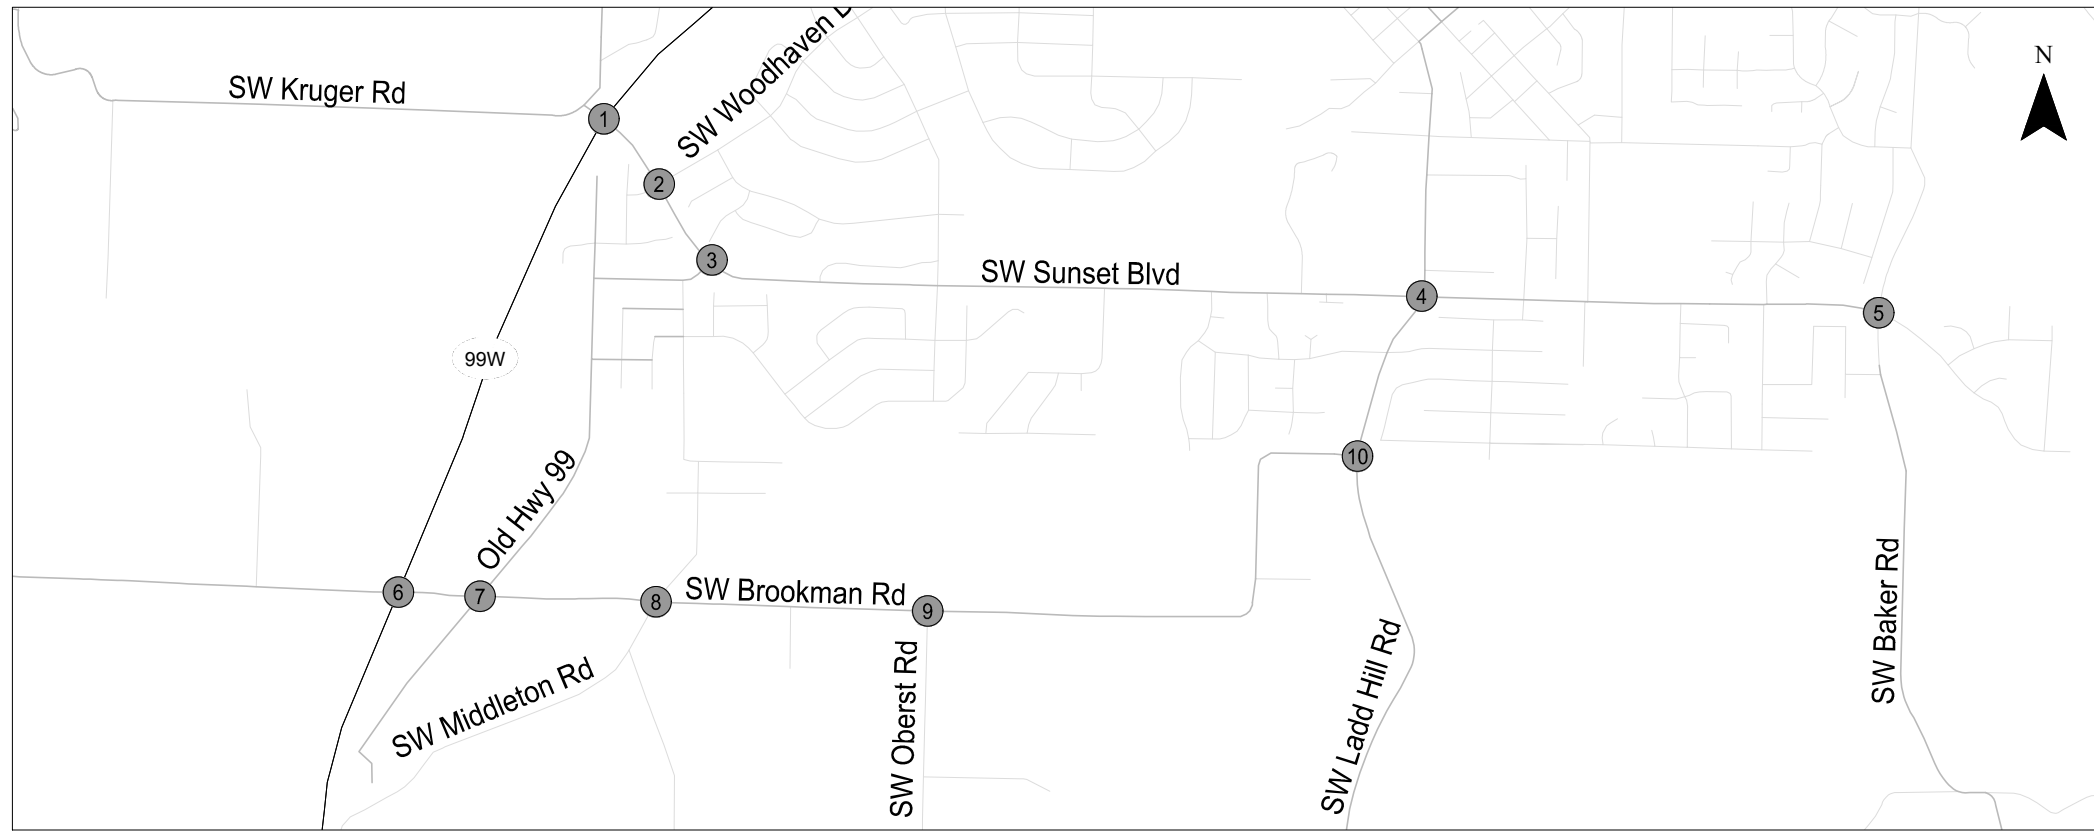 SW Kruger Rd
SW Woodhaven D
N
1
2
3
SW Sunset Blvd
4
5
99W
Old Hwy 99
10
6
7
8
SW Brookman Rd
9
SW Middleton Rd
SW Oberst Rd
SW Ladd Hill Rd
SW Baker Rd